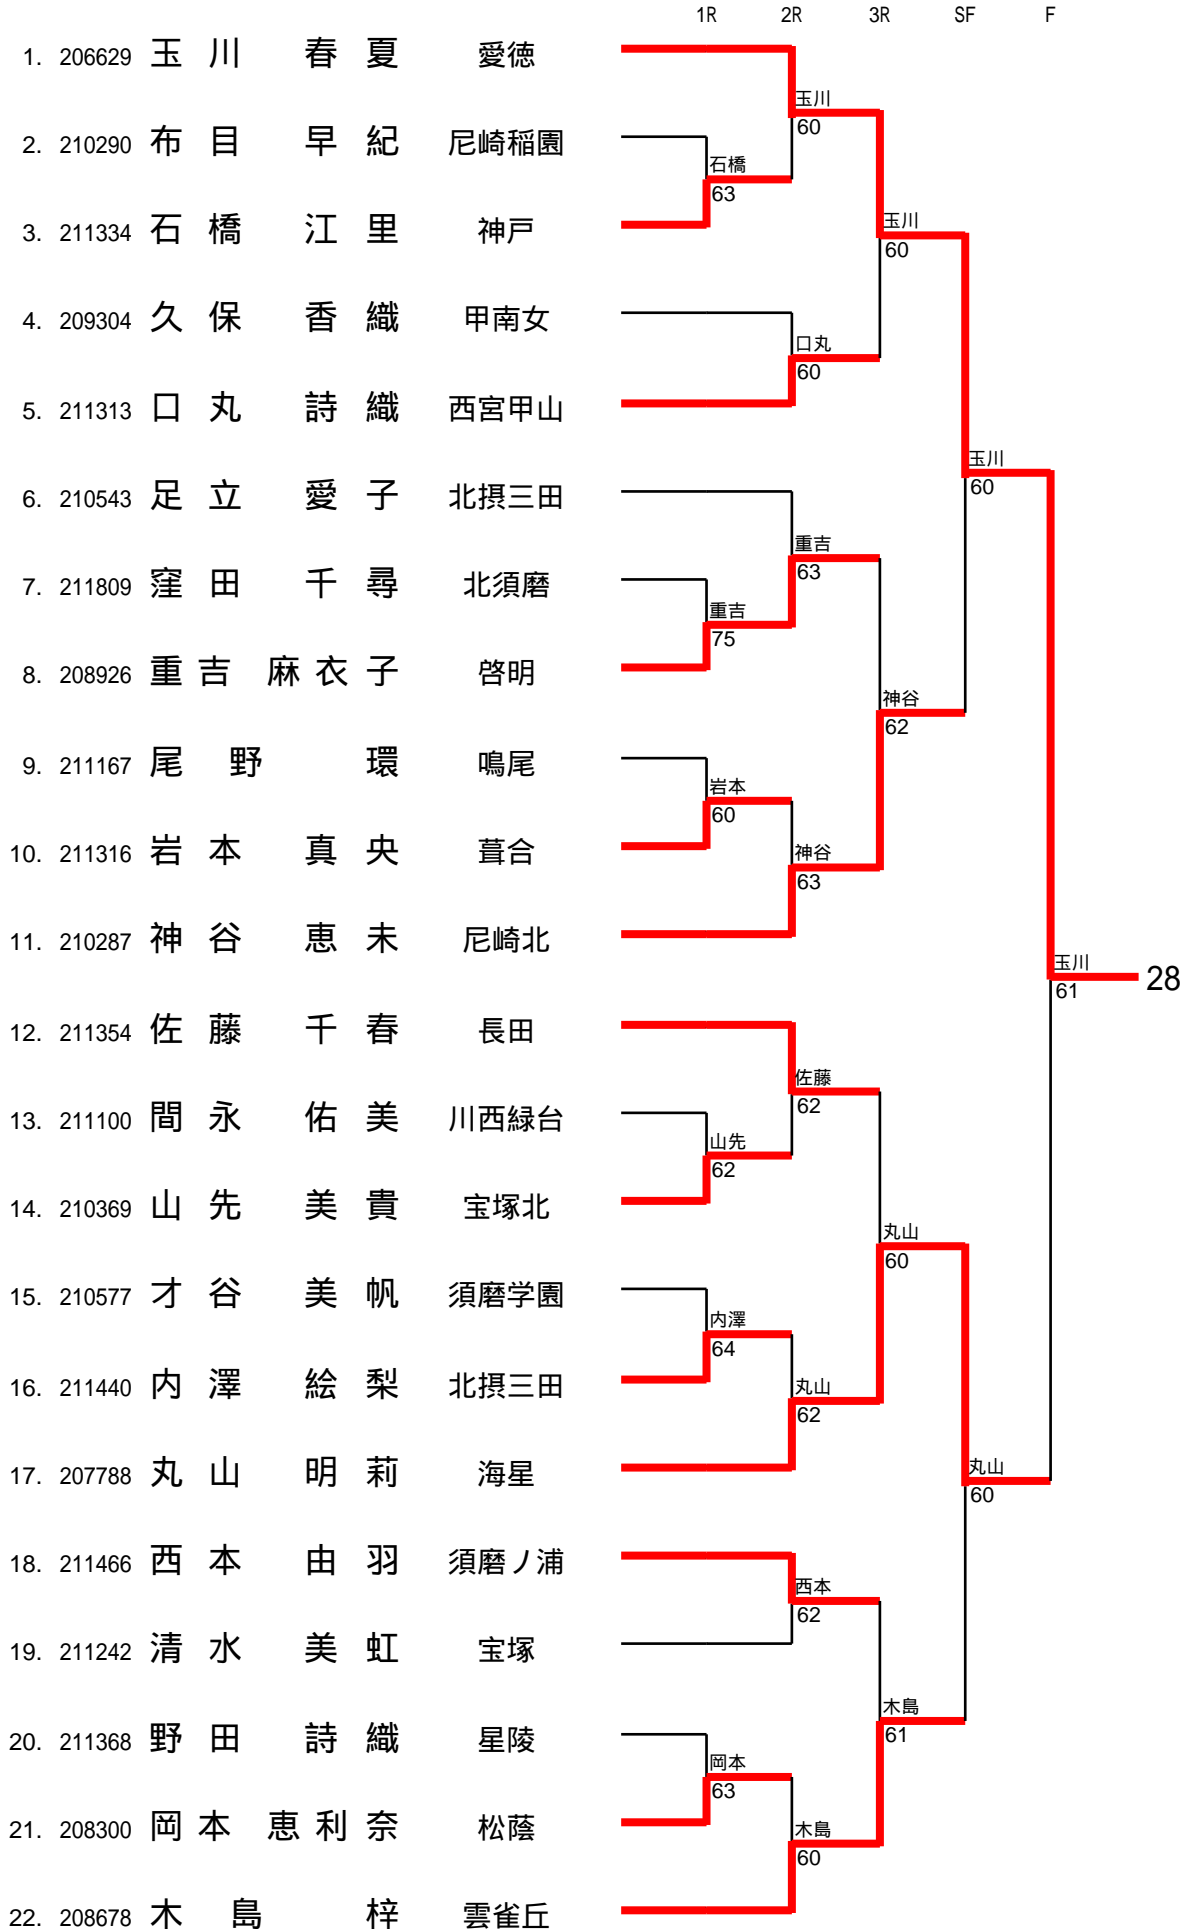 1R 2R 3R SF F
1. 206629 玉川 春夏 愛徳
玉川
60
2. 210290 布目 早紀 尼崎稲園
石橋
63
3. 211334 石橋 江里 神戸
玉川
60
4. 209304 久保 香織 甲南女
口丸
60
5. 211313 口丸 詩織 西宮甲山
玉川
60
6. 210543 足立 愛子 北摂三田
重吉
63
7. 211809 窪田 千尋 北須磨
重吉
75
8. 208926 重吉 麻衣子 啓明
神谷
62
9. 211167 尾野 環 鳴尾
岩本
60
10. 211316 岩本 真央 葺合
神谷
63
11. 210287 神谷 恵未 尼崎北
玉川
61
28
12. 211354 佐藤 千春 長田
佐藤
62
13. 211100 間永 佑美 川西緑台
山先
62
14. 210369 山先 美貴 宝塚北
丸山
60
15. 210577 才谷 美帆 須磨学園
内澤
64
16. 211440 内澤 絵梨 北摂三田
丸山
62
17. 207788 丸山 明莉 海星
丸山
60
18. 211466 西本 由羽 須磨ノ浦
西本
62
19. 211242 清水 美虹 宝塚
木島
61
20. 211368 野田 詩織 星陵
岡本
63
21. 208300 岡本 恵利奈 松蔭
木島
60
22. 208678 木島 梓 雲雀丘